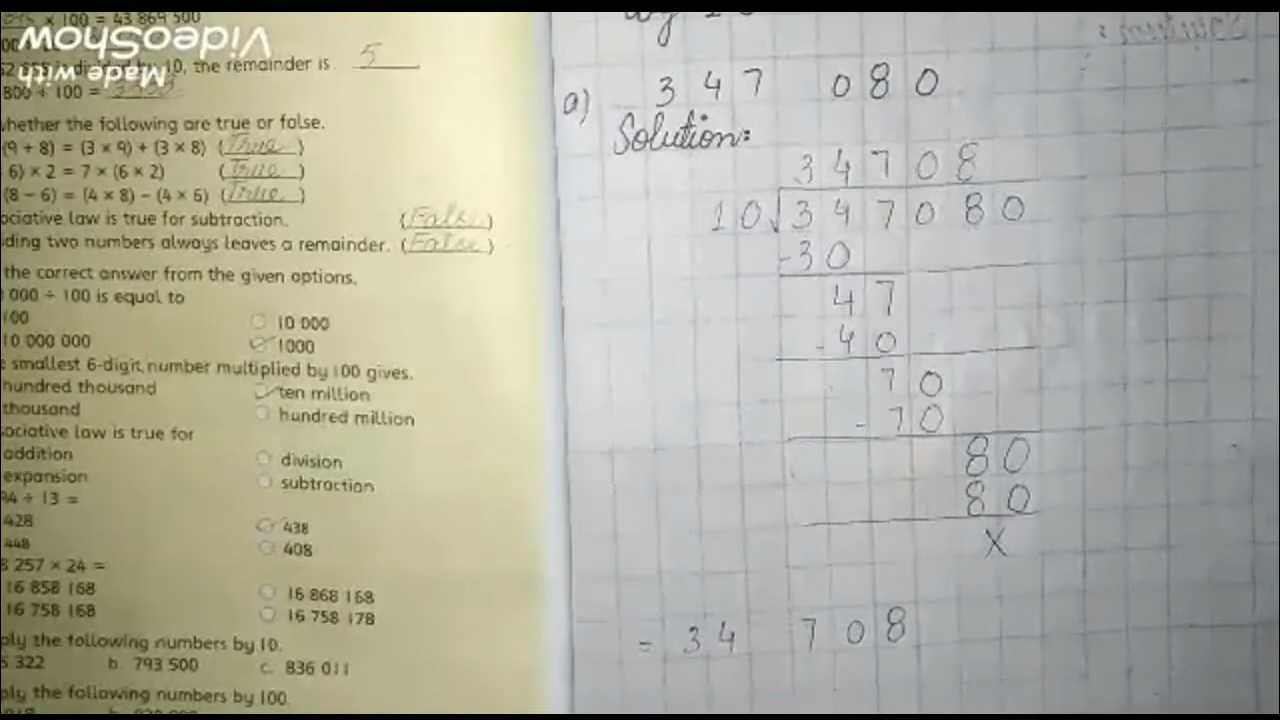 × 100 = 43 869 500
Made with
VideoShow
by 10, the remainder is 5
800 ÷ 100 =
whether the following are true or false.
(9 + 8) = (3 × 9) + (3 × 8) (True)
6) × 2 = 7 × (6 × 2) (True)
(8 – 6) = (4 × 8) – (4 × 6) (True)
ociative law is true for subtraction. (False)
ding two numbers always leaves a remainder. (False)
the correct answer from the given options.
000 ÷ 100 is equal to
100
10 000
10 000 000
1000
smallest 6-digit number multiplied by 100 gives.
hundred thousand
ten million
thousand
hundred million
ociative law is true for
addition
division
expansion
subtraction
94 ÷ 13 =
428
438
448
408
8 257 × 24 =
16 858 168
16 868 168
16 758 168
16 758 178
ply the following numbers by 10.
5 322 b. 793 500 c. 836 011
ply the following numbers by 100.
by 10
a) 347 080
Solution:
34708
10√347080
-30
47
-40
70
-70
80
80
X
= 34 708